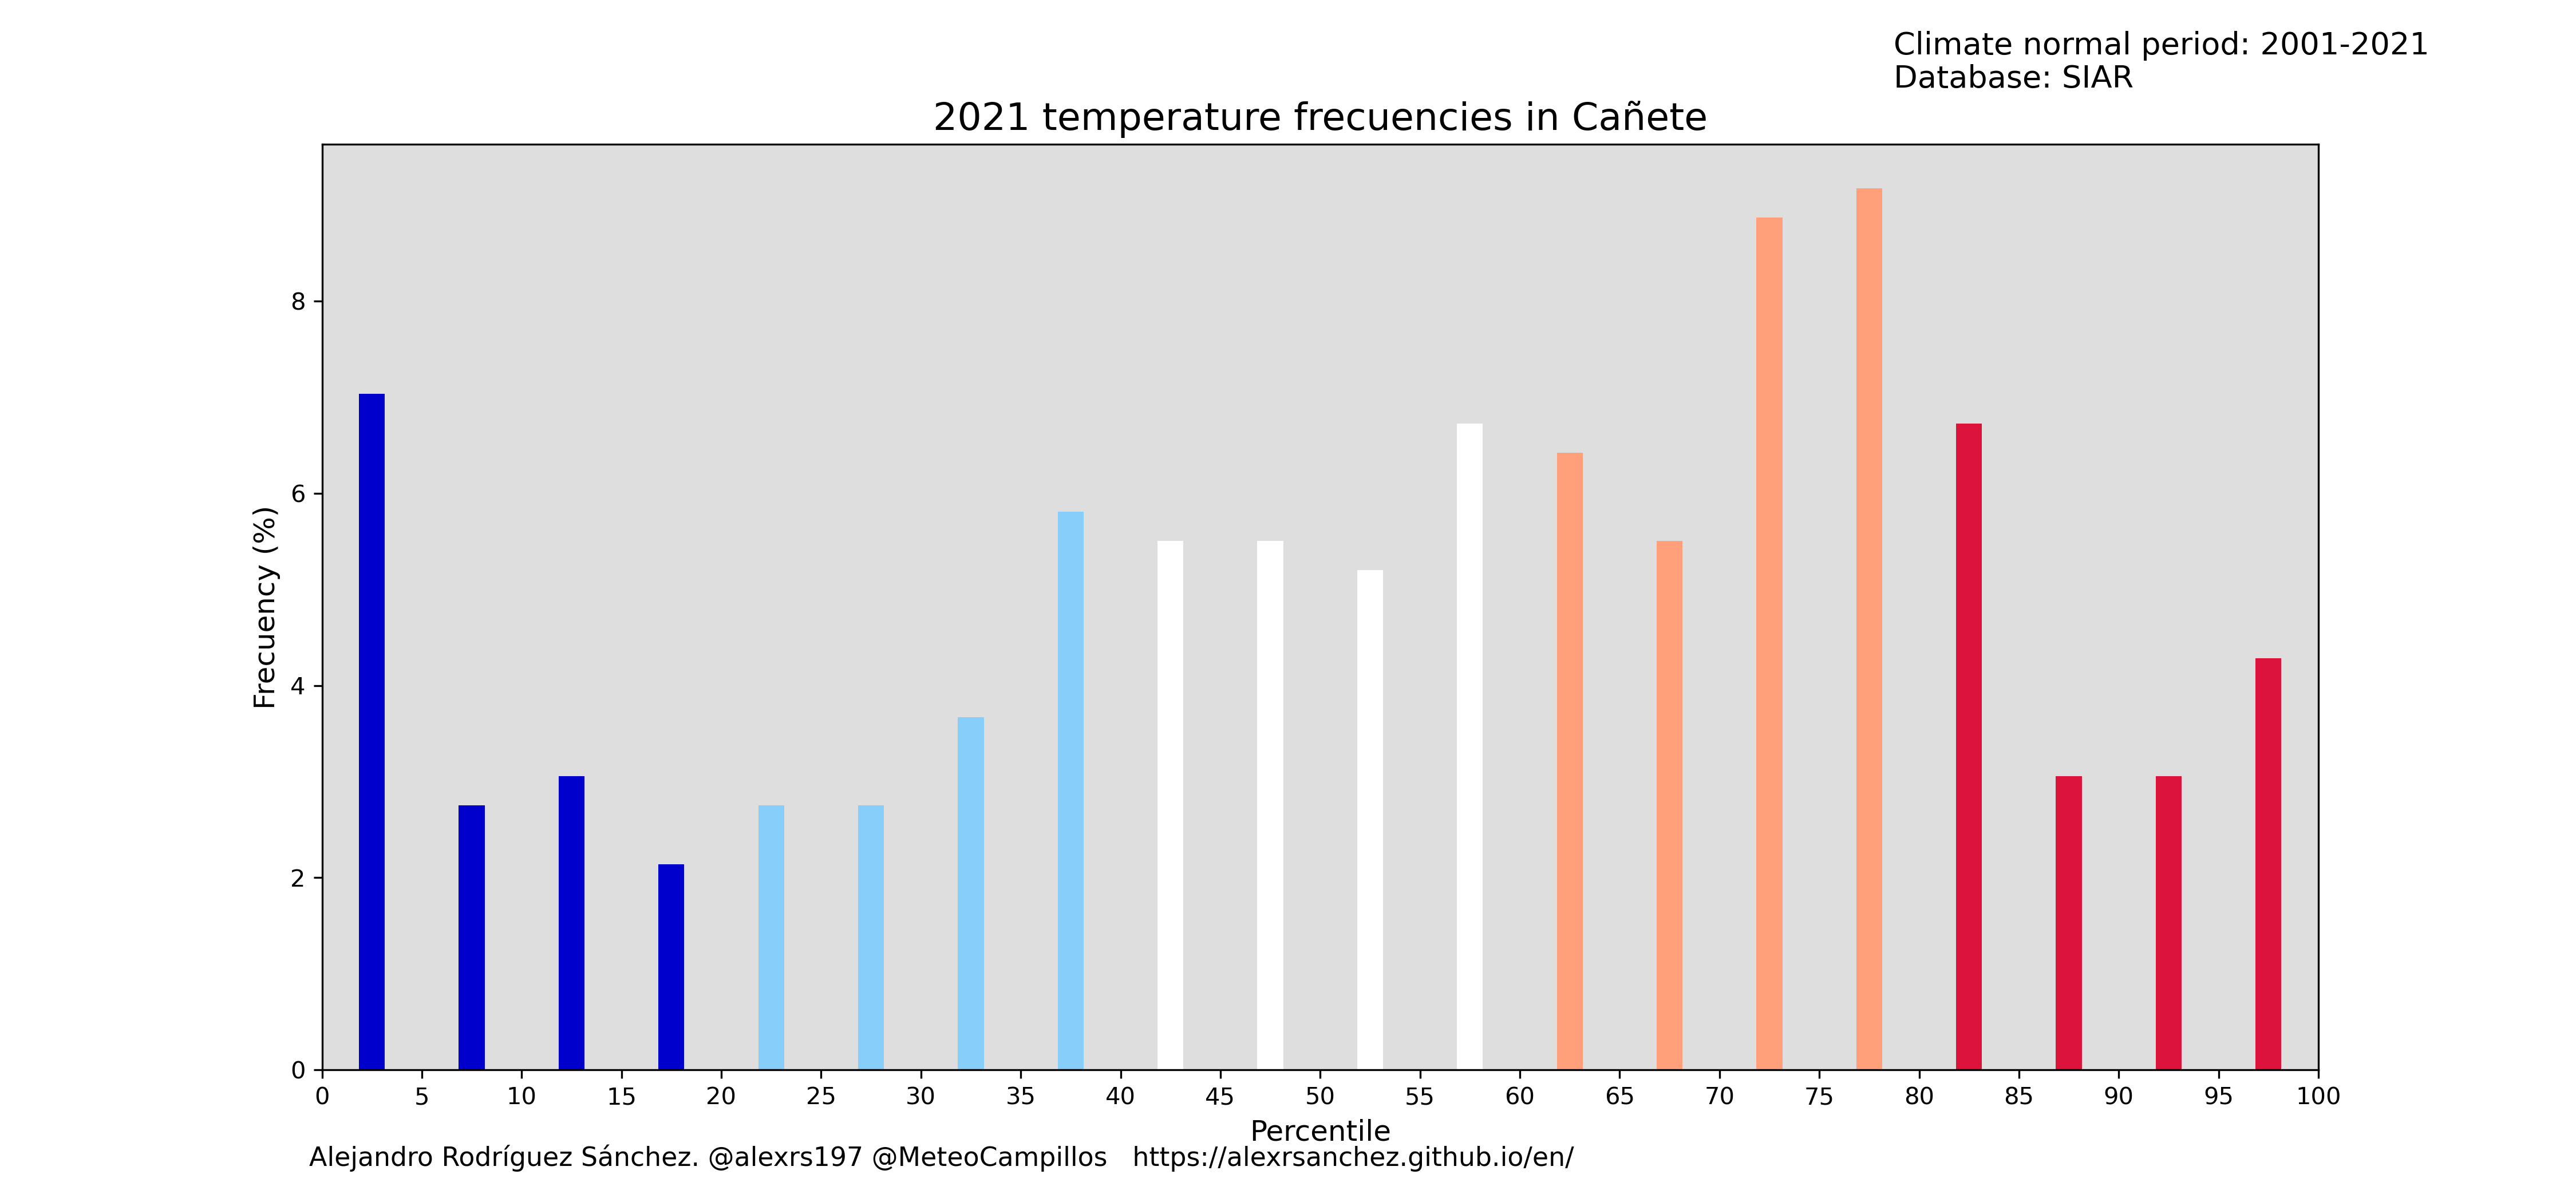 Climate normal period: 2001-2021
Database: SIAR
2021 temperature frecuencies in Cañete
8
6
4
2
0
Frecuency (%)
0 5 10 15 20 25 30 35 40 45 50 55 60 65 70 75 80 85 90 95 100
Percentile
Alejandro Rodríguez Sánchez. @alexrs197 @MeteoCampillos https://alexrsanchez.github.io/en/